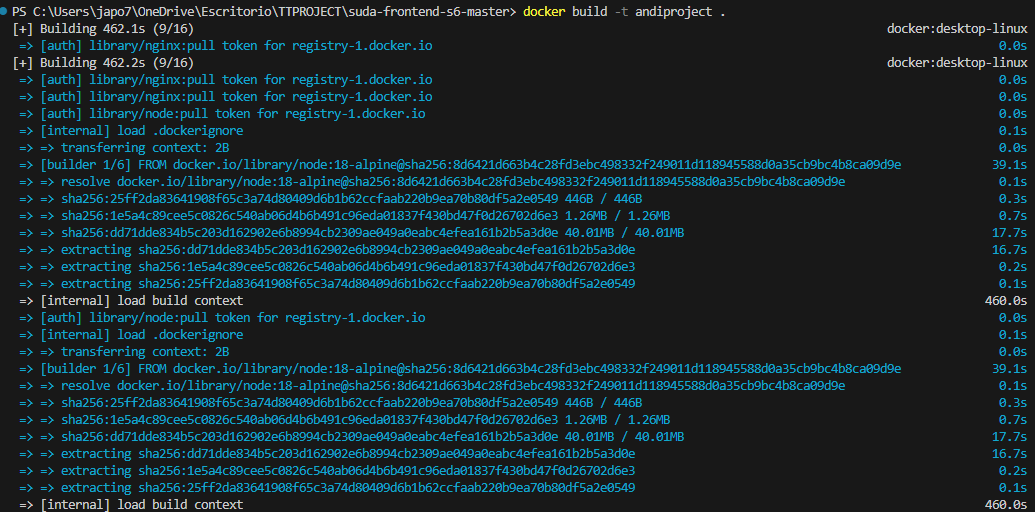 PS C:\Users\japo7\OneDrive\Escritorio\TTPROJECT\suda-frontend-s6-master> docker build -t andiproject .
[+] Building 462.1s (9/16) docker:desktop-linux
=> [auth] library/nginx:pull token for registry-1.docker.io 0.0s
[+] Building 462.2s (9/16) docker:desktop-linux
=> [auth] library/nginx:pull token for registry-1.docker.io 0.0s
=> [auth] library/nginx:pull token for registry-1.docker.io 0.0s
=> [auth] library/node:pull token for registry-1.docker.io 0.0s
=> [internal] load .dockerignore 0.1s
=> => transferring context: 2B 0.0s
=> [builder 1/6] FROM docker.io/library/node:18-alpine@sha256:8d6421d663b4c28fd3ebc498332f249011d118945588d0a35cb9bc4b8ca09d9e 39.1s
=> => resolve docker.io/library/node:18-alpine@sha256:8d6421d663b4c28fd3ebc498332f249011d118945588d0a35cb9bc4b8ca09d9e 0.1s
=> => sha256:25ff2da83641908f65c3a74d80409d6b1b62ccfaab220b9ea70b80df5a2e0549 446B / 446B 0.3s
=> => sha256:1e5a4c89cee5c0826c540ab06d4b6b491c96eda01837f430bd47f0d26702d6e3 1.26MB / 1.26MB 0.7s
=> => sha256:dd71dde834b5c203d162902e6b8994cb2309ae049a0eabc4efea161b2b5a3d0e 40.01MB / 40.01MB 17.7s
=> => extracting sha256:dd71dde834b5c203d162902e6b8994cb2309ae049a0eabc4efea161b2b5a3d0e 16.7s
=> => extracting sha256:1e5a4c89cee5c0826c540ab06d4b6b491c96eda01837f430bd47f0d26702d6e3 0.2s
=> => extracting sha256:25ff2da83641908f65c3a74d80409d6b1b62ccfaab220b9ea70b80df5a2e0549 0.1s
=> [internal] load build context 460.0s
=> [auth] library/node:pull token for registry-1.docker.io 0.0s
=> [internal] load .dockerignore 0.1s
=> => transferring context: 2B 0.0s
=> [builder 1/6] FROM docker.io/library/node:18-alpine@sha256:8d6421d663b4c28fd3ebc498332f249011d118945588d0a35cb9bc4b8ca09d9e 39.1s
=> => resolve docker.io/library/node:18-alpine@sha256:8d6421d663b4c28fd3ebc498332f249011d118945588d0a35cb9bc4b8ca09d9e 0.1s
=> => sha256:25ff2da83641908f65c3a74d80409d6b1b62ccfaab220b9ea70b80df5a2e0549 446B / 446B 0.3s
=> => sha256:1e5a4c89cee5c0826c540ab06d4b6b491c96eda01837f430bd47f0d26702d6e3 1.26MB / 1.26MB 0.7s
=> => sha256:dd71dde834b5c203d162902e6b8994cb2309ae049a0eabc4efea161b2b5a3d0e 40.01MB / 40.01MB 17.7s
=> => extracting sha256:dd71dde834b5c203d162902e6b8994cb2309ae049a0eabc4efea161b2b5a3d0e 16.7s
=> => extracting sha256:1e5a4c89cee5c0826c540ab06d4b6b491c96eda01837f430bd47f0d26702d6e3 0.2s
=> => extracting sha256:25ff2da83641908f65c3a74d80409d6b1b62ccfaab220b9ea70b80df5a2e0549 0.1s
=> [internal] load build context 460.0s